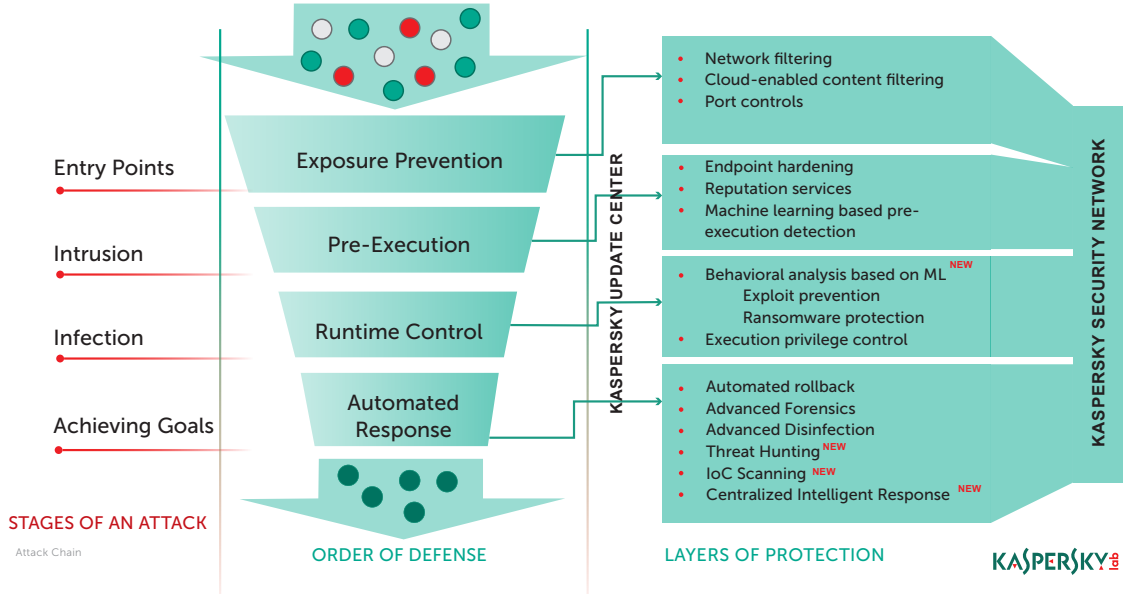 Entry Points
Intrusion
Infection
Achieving Goals
STAGES OF AN ATTACK
Attack Chain
Exposure Prevention
Pre-Execution
Runtime Control
Automated
Response
ORDER OF DEFENSE
KASPERSKY UPDATE CENTER
• Network filtering
• Cloud-enabled content filtering
• Port controls
• Endpoint hardening
• Reputation services
• Machine learning based pre-
execution detection
• Behavioral analysis based on ML NEW
Exploit prevention
Ransomware protection
• Execution privilege control
• Automated rollback
• Advanced Forensics
• Advanced Disinfection
• Threat Hunting NEW
• IoC Scanning NEW
• Centralized Intelligent Response NEW
LAYERS OF PROTECTION
KASPERSKY SECURITY NETWORK
KASPERSKY lab